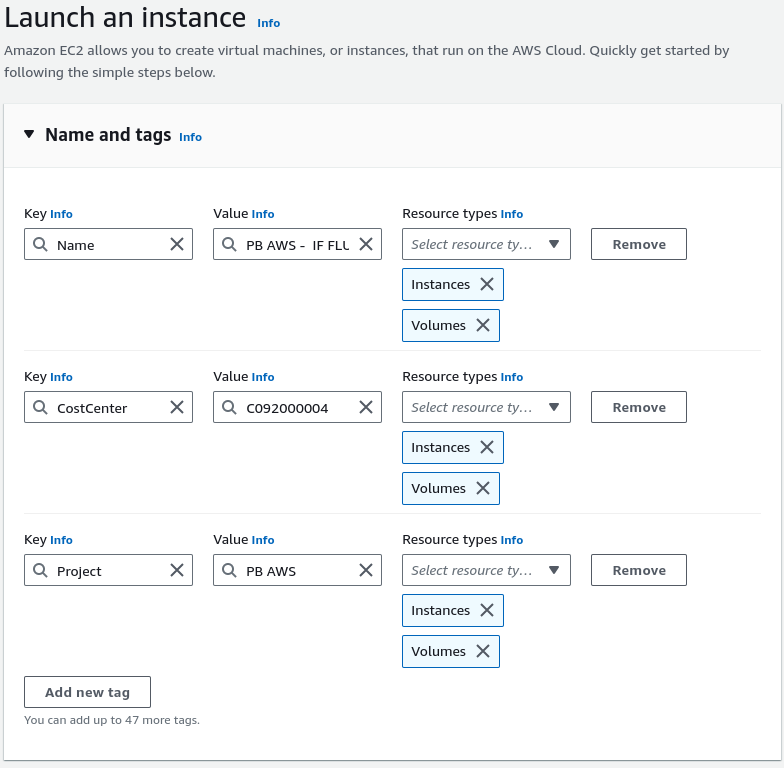 Launch an instance Info
Amazon EC2 allows you to create virtual machines, or instances, that run on the AWS Cloud. Quickly get started by
following the simple steps below.
Name and tags Info
Key Info Value Info Resource types Info
Name PB AWS - IF FLU Select resource ty... Remove
Instances
Volumes
Key Info Value Info Resource types Info
CostCenter C092000004 Select resource ty... Remove
Instances
Volumes
Key Info Value Info Resource types Info
Project PB AWS Select resource ty... Remove
Instances
Volumes
Add new tag
You can add up to 47 more tags.